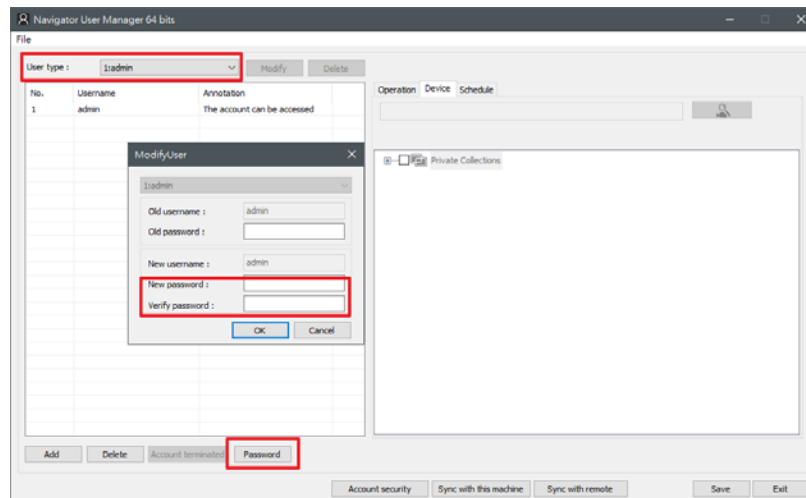 Navigator User Manager 64 bits
File
User type : 1:admin Modify Delete
No. Username Annotation
1 admin The account can be accessed
Operation Device Schedule
Private Collections
ModifyUser
1:admin
Old username : admin
Old password :
New username : admin
New password :
Verify password :
OK Cancel
Add Delete Account terminated Password
Account security Sync with this machine Sync with remote Save Exit